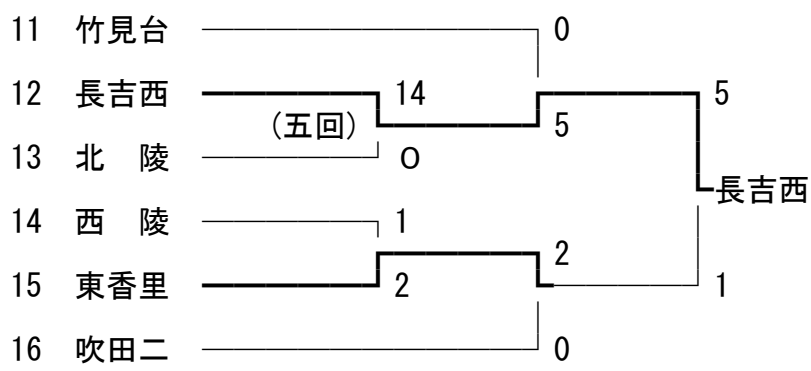 11 竹見台 0
12 長吉西 14 5
(五回) 5
13 北 陵 0
長吉西
14 西 陵 1
2
15 東香里 2 1
16 吹田二 0